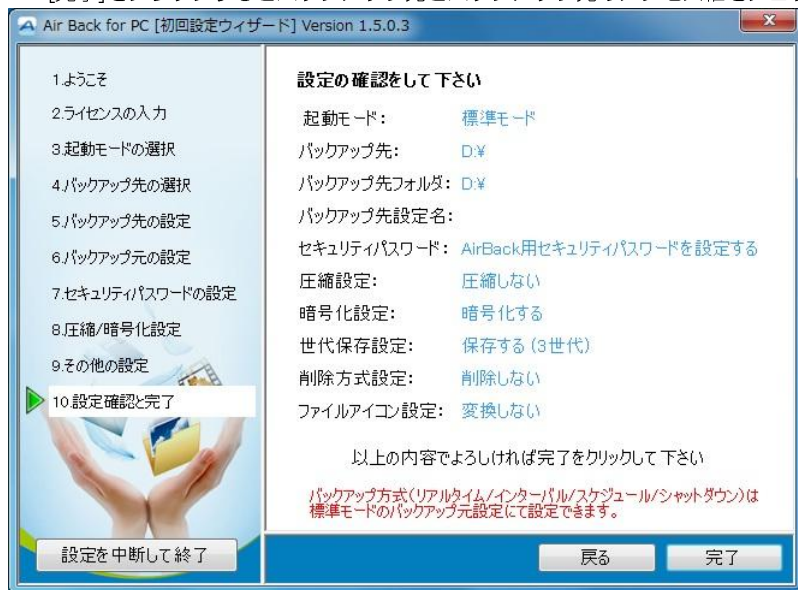 Air Back for PC [初回設定ウィザード] Version 1.5.0.3
1.ようこそ
2.ライセンスの入力
3.起動モードの選択
4.バックアップ先の選択
5.バックアップ先の設定
6.バックアップ元の設定
7.セキュリティパスワードの設定
8.圧縮/暗号化設定
9.その他の設定
10.設定確認と完了
設定を中断して終了
設定の確認をして下さい
起動モード： 標準モード
バックアップ先： D:¥
バックアップ先フォルダ： D:¥
バックアップ先設定名：
セキュリティパスワード： AirBack用セキュリティパスワードを設定する
圧縮設定： 圧縮しない
暗号化設定： 暗号化する
世代保存設定： 保存する (3世代)
削除方式設定： 削除しない
ファイルアイコン設定： 変換しない
以上の内容でよろしければ完了をクリックして下さい
バックアップ方式(リアルタイム/インターバル/スケジュール/シャットダウン)は
標準モードのバックアップ元設定にて設定できます。
戻る
完了